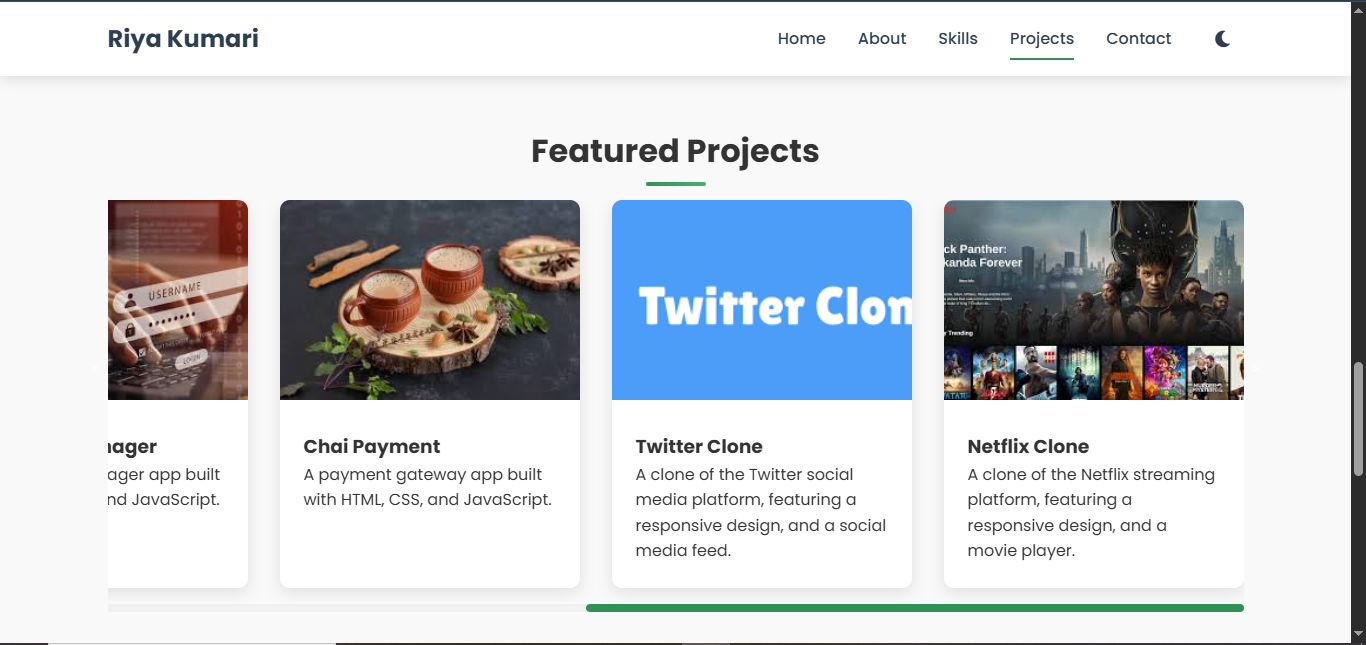 Riya Kumari
Home About Skills Projects Contact
Featured Projects
USERNAME
LOGIN
Twitter Clon
ck Panther:
kanda Forever
Trending
nager
ager app built
nd JavaScript.
Chai Payment
A payment gateway app built
with HTML, CSS, and JavaScript.
Twitter Clone
A clone of the Twitter social
media platform, featuring a
responsive design, and a social
media feed.
Netflix Clone
A clone of the Netflix streaming
platform, featuring a
responsive design, and a
movie player.